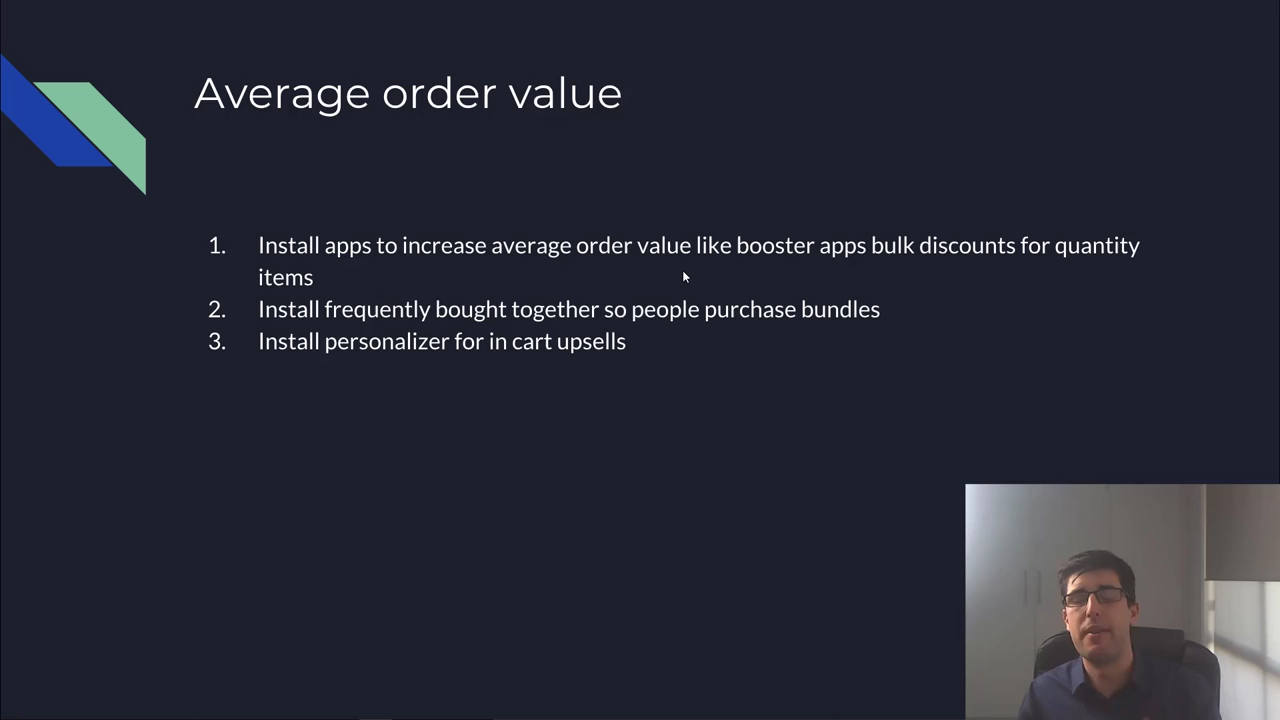 Average order value
1. Install apps to increase average order value like booster apps bulk discounts for quantity
items
2. Install frequently bought together so people purchase bundles
3. Install personalizer for in cart upsells